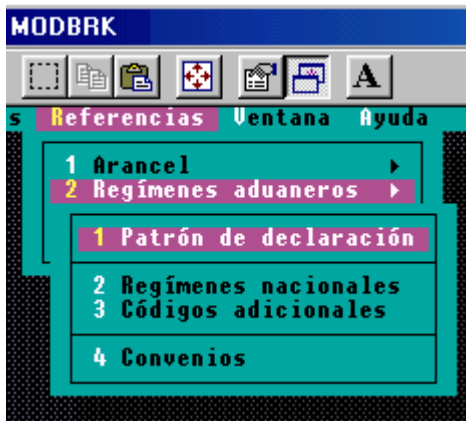 MODBRK
A
s Referencias Ventana Ayuda
1 Arancel
2 Regímenes aduaneros
1 Patrón de declaración
2 Regímenes nacionales
3 Códigos adicionales
4 Convenios